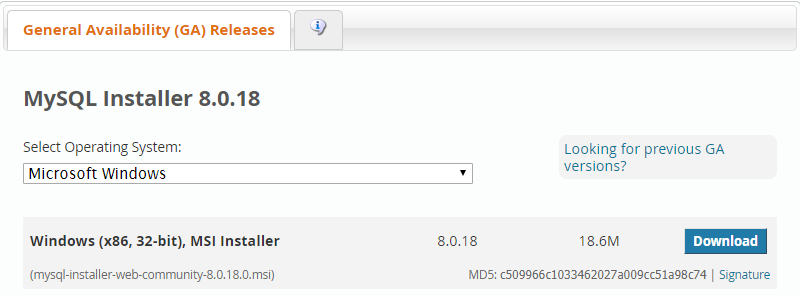 General Availability (GA) Releases
MySQL Installer 8.0.18
Select Operating System:
Microsoft Windows
Looking for previous GA
versions?
Windows (x86, 32-bit), MSI Installer 8.0.18 18.6M Download
(mysql-installer-web-community-8.0.18.0.msi) MD5: c509966c1033462027a009cc51a98c74 | Signature